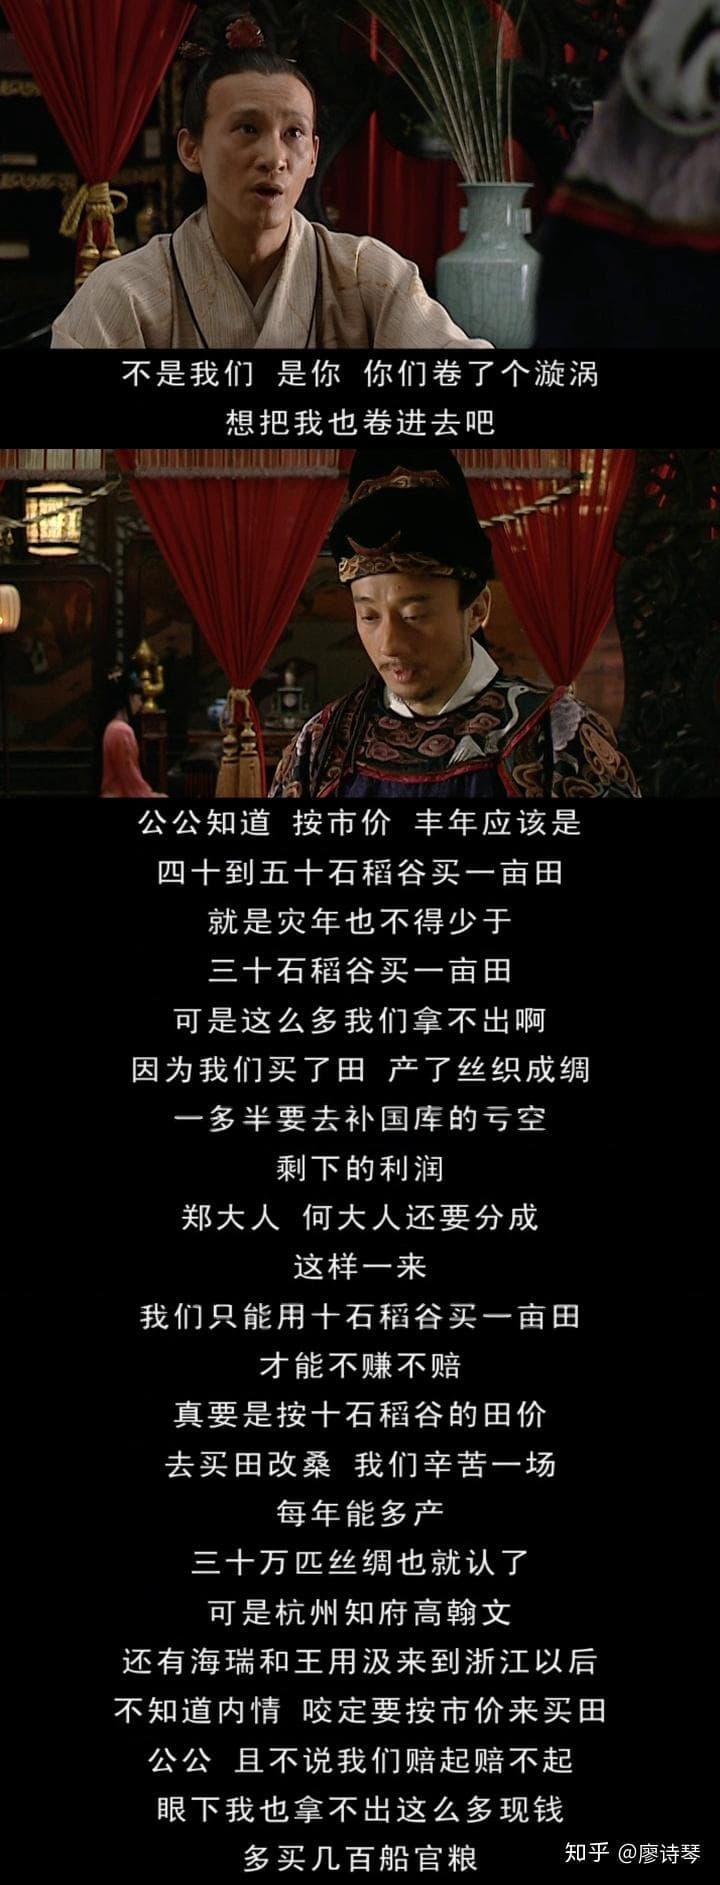 不是我们 是你 你们卷了个漩涡
想把我也卷进去吧
公公知道 按市价 丰年应该是
四十到五十石稻谷买一亩田
就是灾年也不得少于
三十石稻谷买一亩田
可是这么多我们拿不出啊
因为我们买了田 产了丝织成绸
一多半要去补国库的亏空
剩下的利润
郑大人 何大人还要分成
这样一来
我们只能用十石稻谷买一亩田
才能不赚不赔
真要是按十石稻谷的田价
去买田改桑 我们辛苦一场
每年能多产
三十万匹丝绸也就认了
可是杭州知府高翰文
还有海瑞和王用汲来到浙江以后
不知道内情 咬定要按市价来买田
公公 且不说我们赔起赔不起
眼下我也拿不出这么多现钱
多买几百船官粮
知乎 @廖诗琴